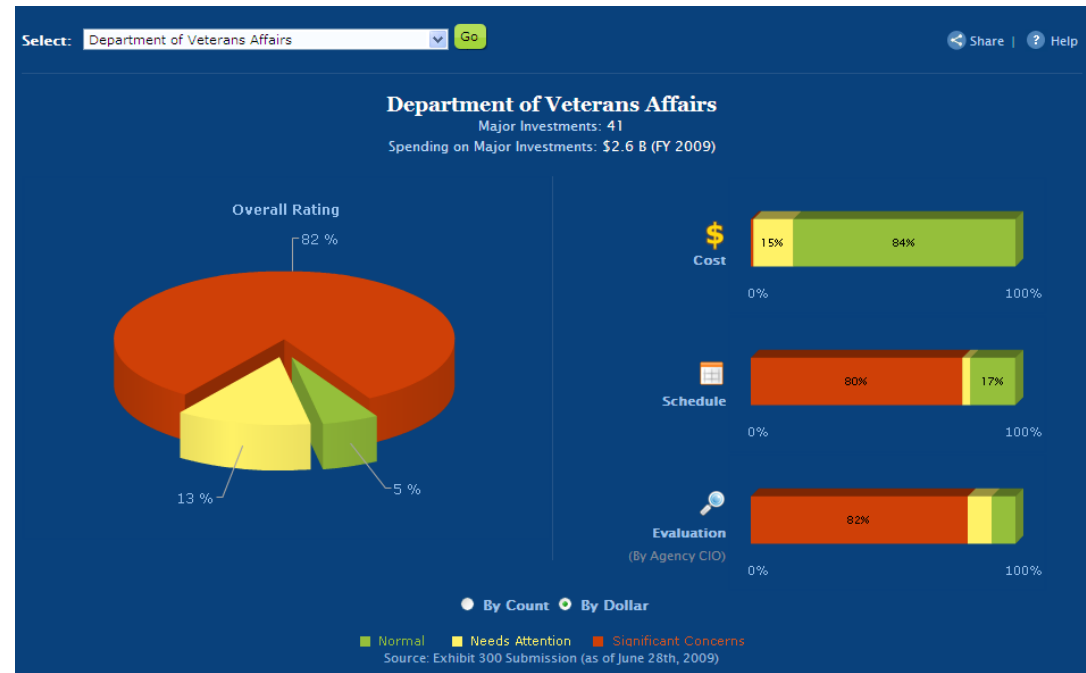 Select: Department of Veterans Affairs Go Share | ? Help
Department of Veterans Affairs
Major Investments: 41
Spending on Major Investments: $2.6 B (FY 2009)
Overall Rating
82 %
13 %
5 %
$
Cost
15% 84%
0% 100%
Schedule
80% 17%
0% 100%
Evaluation
(By Agency CIO)
82%
0% 100%
By Count By Dollar
Normal Needs Attention Significant Concerns
Source: Exhibit 300 Submission (as of June 28th, 2009)